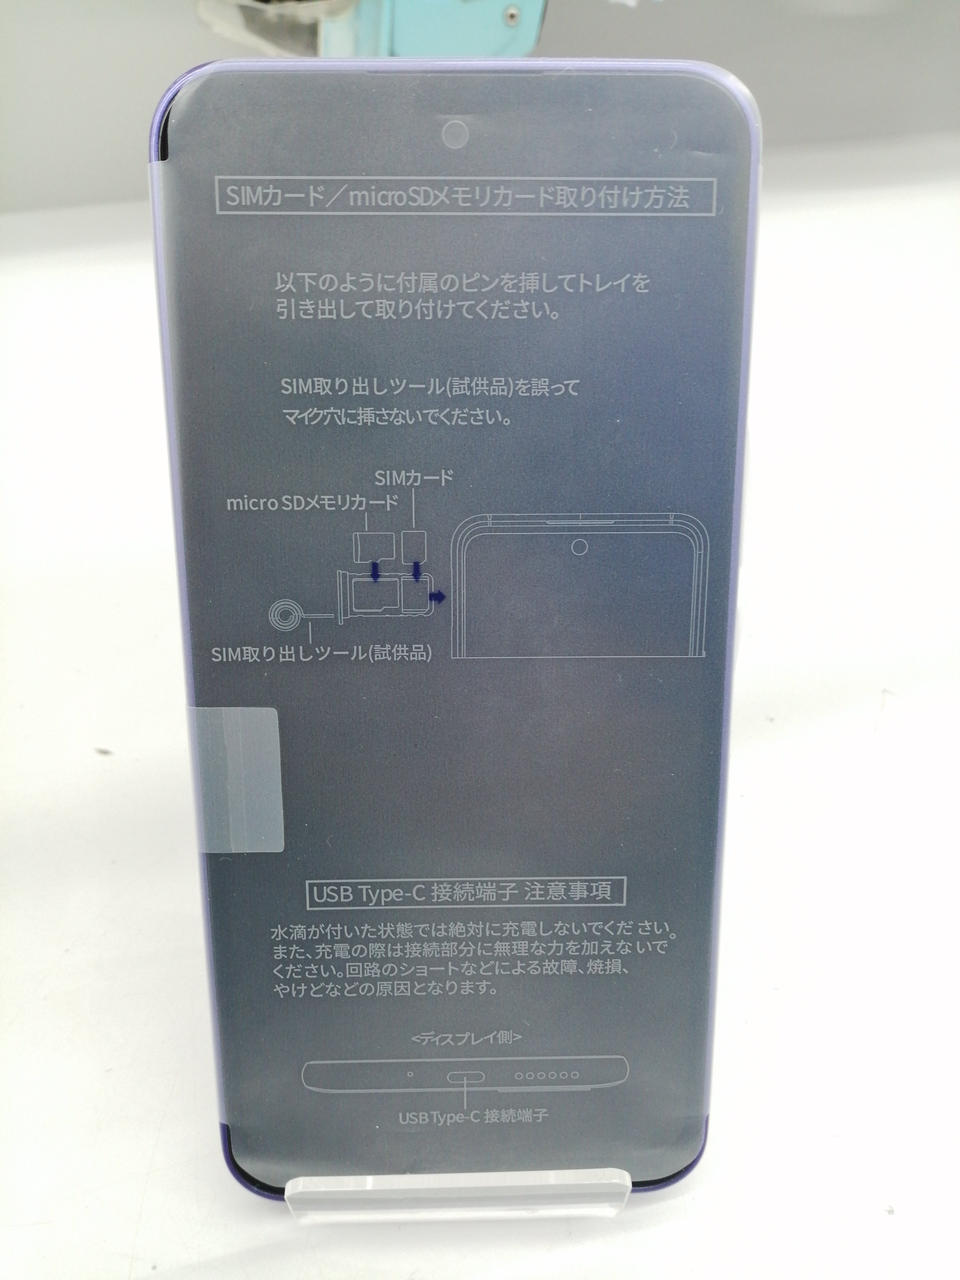 SIMカード／microSDメモリカード取り付け方法
以下のように付属のピンを挿してトレイを
引き出して取り付けてください。
SIM取り出しツール(試供品)を誤って
マイク穴に挿さないでください。
SIMカード
microSDメモリカード
SIM取り出しツール(試供品)
USB Type-C 接続端子 注意事項
水滴が付いた状態では絶対に充電しないでください。
また、充電の際は接続部分に無理な力を加えないで
ください。回路のショートなどによる故障、焼損、
やけどなどの原因となります。
<ディスプレイ側>
USB Type-C 接続端子